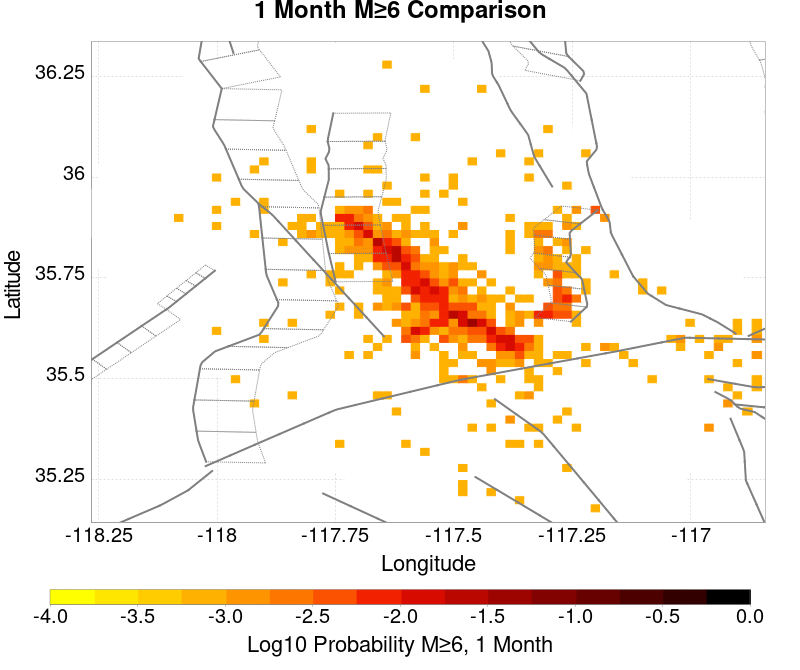 1 Month M≥6 Comparison
36.25
36
35.75
35.5
35.25
Latitude
-118.25 -118 -117.75 -117.5 -117.25 -117
Longitude
-4.0 -3.5 -3.0 -2.5 -2.0 -1.5 -1.0 -0.5 0.0
Log10 Probability M≥6, 1 Month